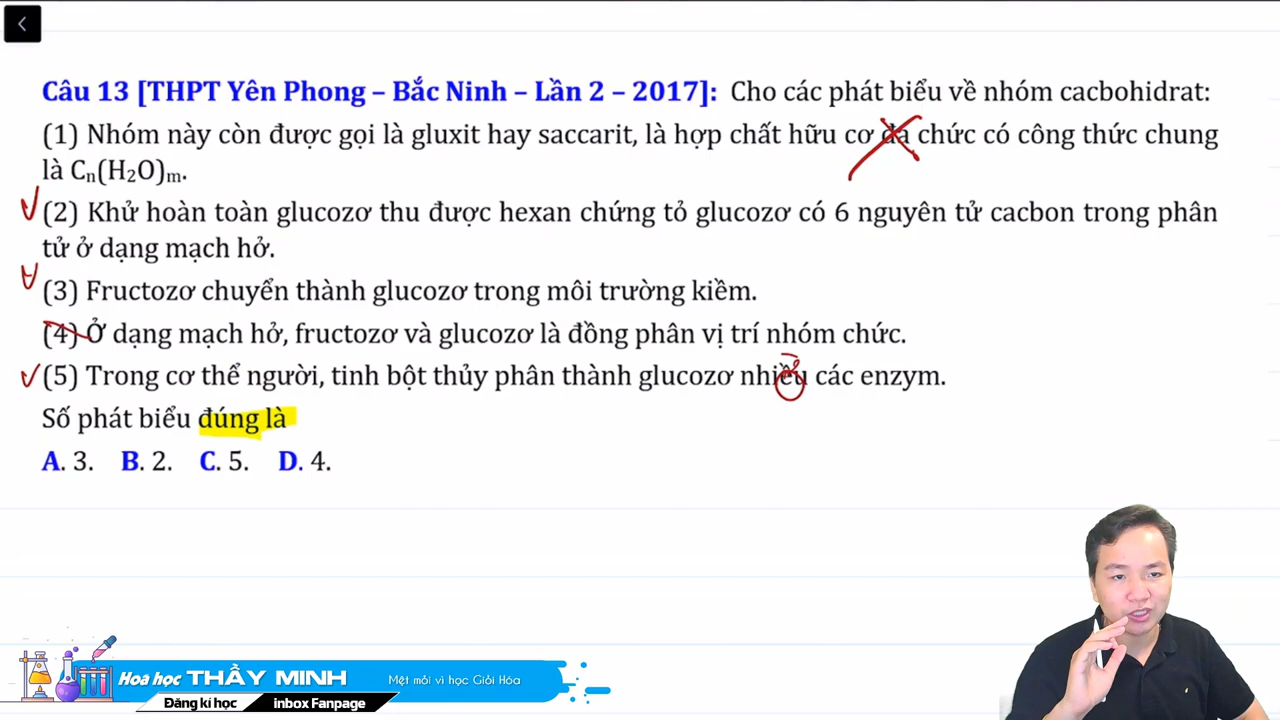 Câu 13 [THPT Yên Phong – Bắc Ninh – Lần 2 – 2017]: Cho các phát biểu về nhóm cacbohidrat:
(1) Nhóm này còn được gọi là gluxit hay saccarit, là hợp chất hữu cơ đa chức có công thức chung
là Cₙ(H₂O)ₘ.
(2) Khử hoàn toàn glucozơ thu được hexan chứng tỏ glucozơ có 6 nguyên tử cacbon trong phân
tử ở dạng mạch hở.
(3) Fructozơ chuyển thành glucozơ trong môi trường kiềm.
(4) Ở dạng mạch hở, fructozơ và glucozơ là đồng phân vị trí nhóm chức.
(5) Trong cơ thể người, tinh bột thủy phân thành glucozơ nhiều các enzym.
Số phát biểu đúng là
A. 3. B. 2. C. 5. D. 4.
Hoa học THẦY MINH
Mệt mỏi vì học Giỏi Hóa
Đăng kí học inbox Fanpage